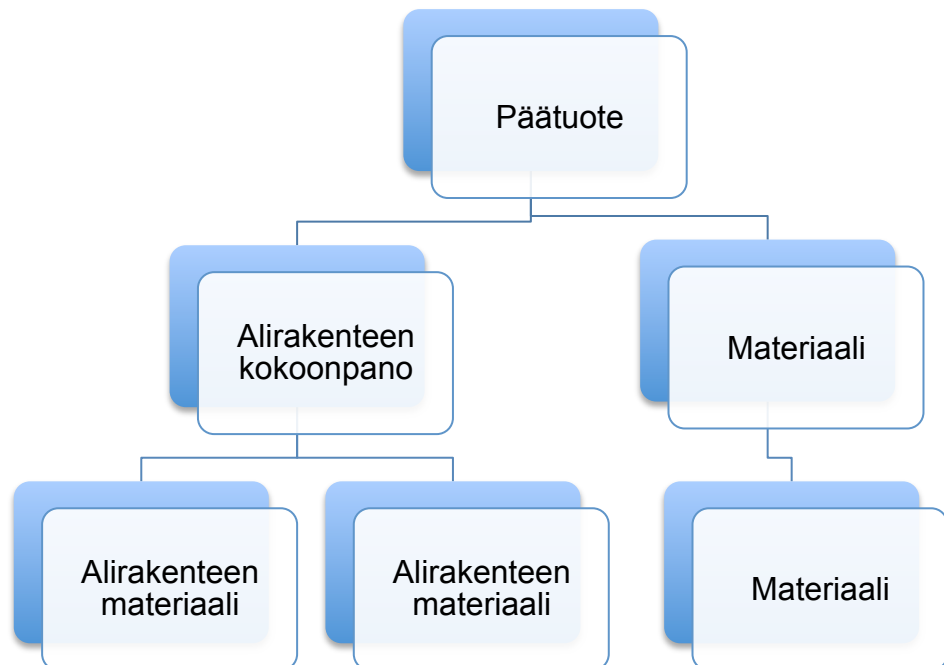 Päätuote
Alirakenteen
kokoonpano
Materiaali
Alirakenteen
materiaali
Alirakenteen
materiaali
Materiaali